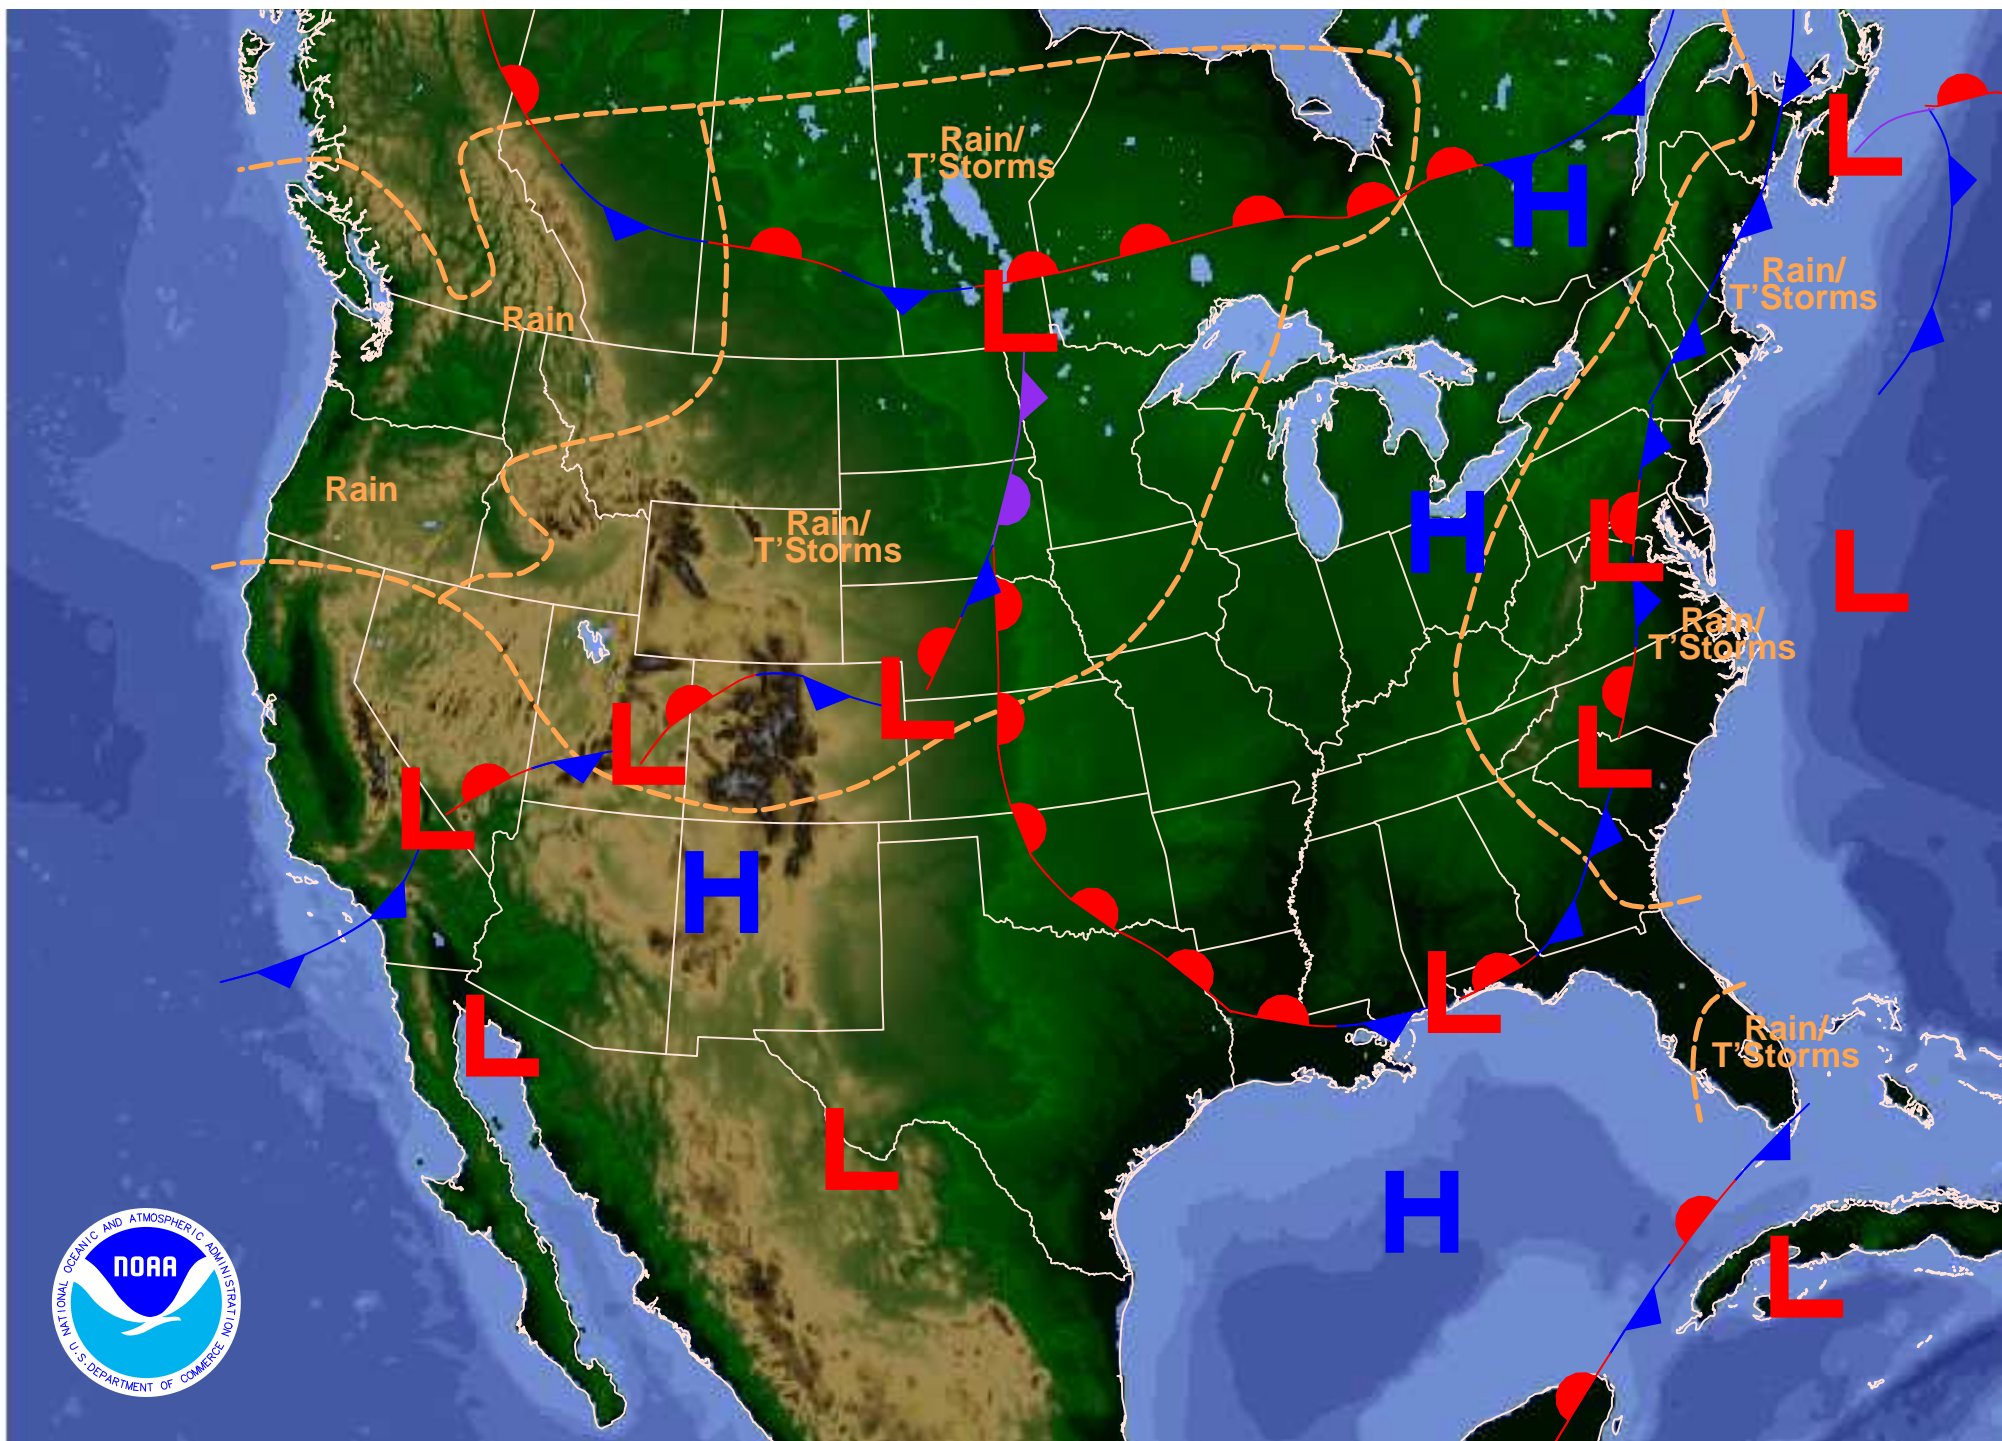 Rain/
T'Storms
H
L
Rain/
T'Storms
L
Rain
Rain
Rain/
T'Storms
H
L
L
Rain/
T'Storms
L
L
L
L
H
L
L
Rain/
T'Storms
L
H
L
NATIONAL OCEANIC AND ATMOSPHERIC ADMINISTRATION
NOAA
U.S. DEPARTMENT OF COMMERCE